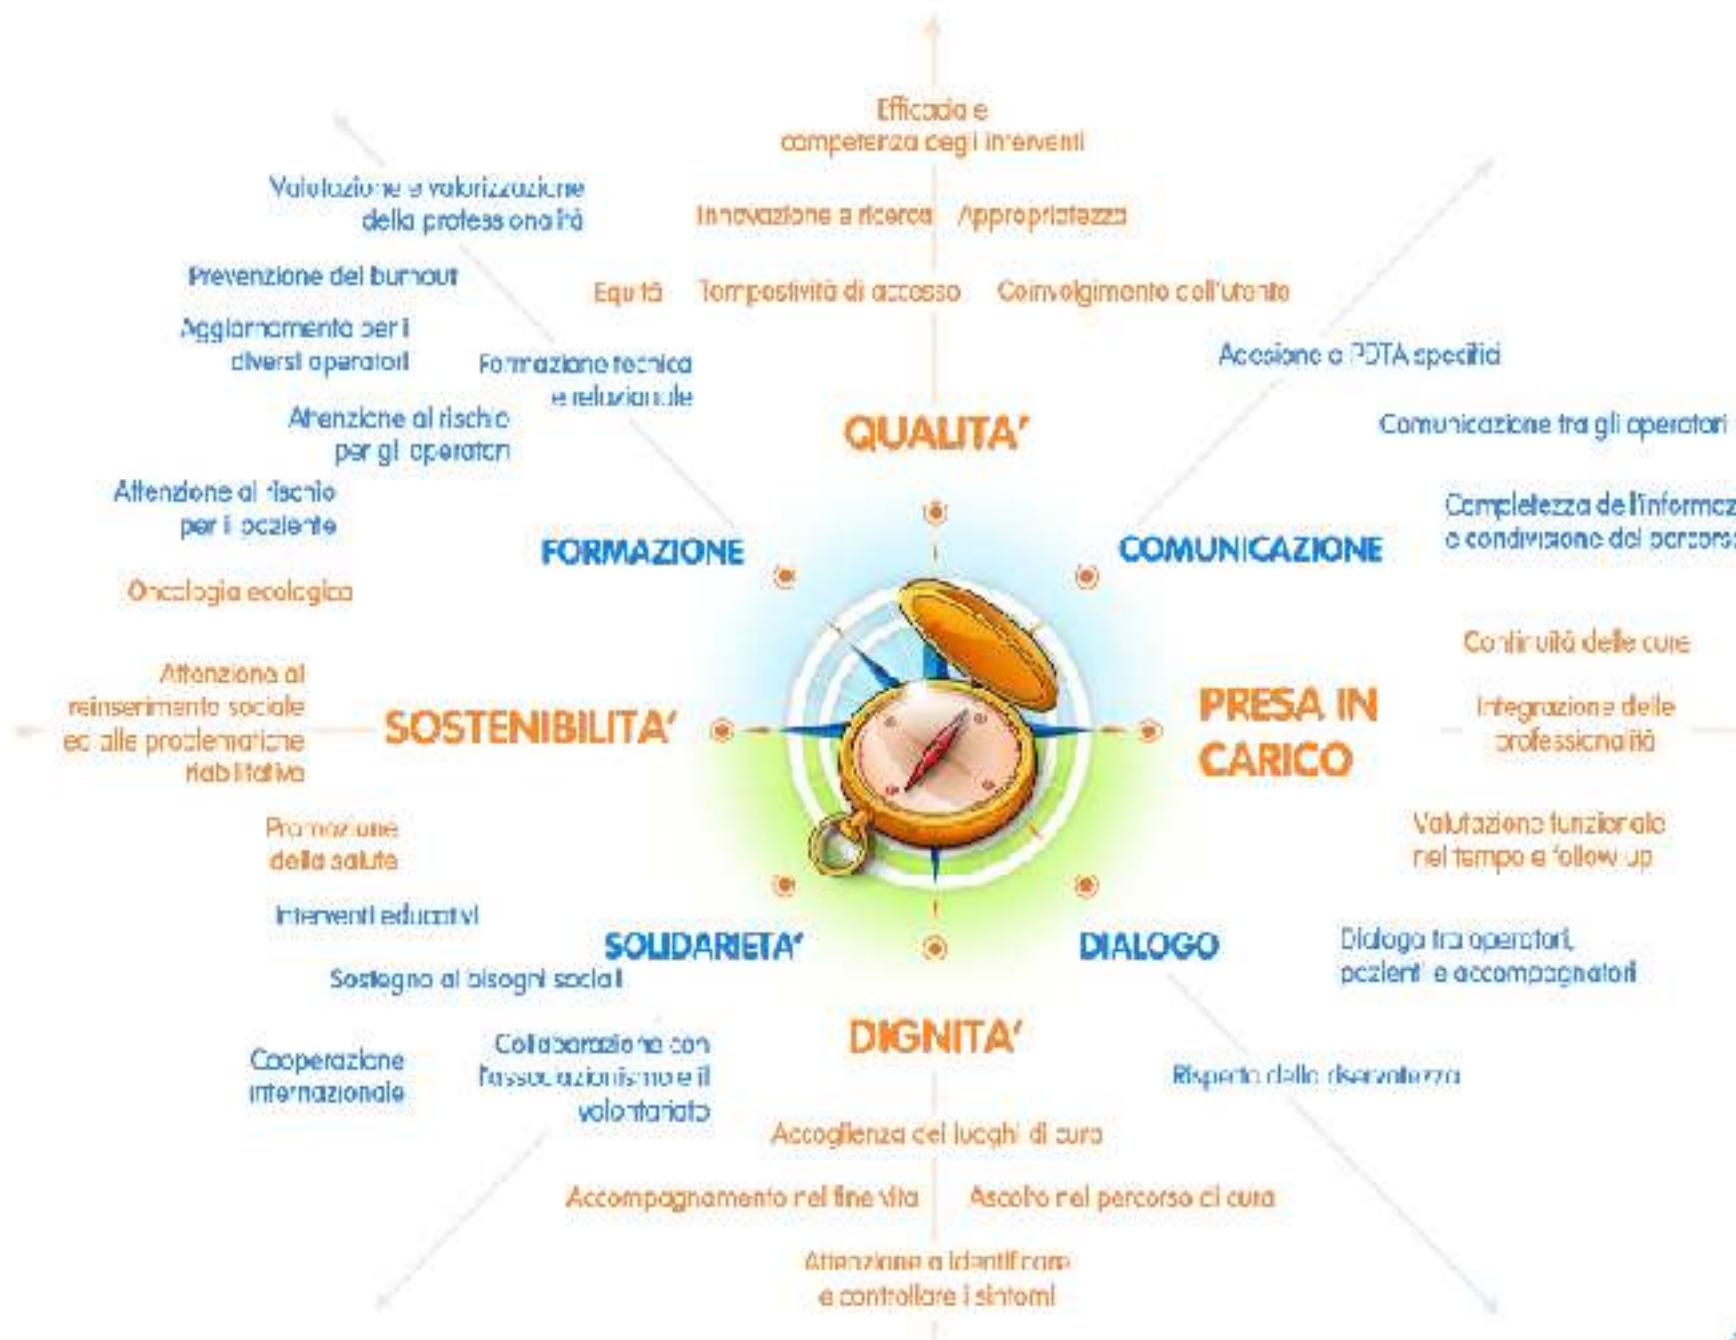 Efficacia e
competenza degli interventi
Innovazione e ricerca
Appropriatezza
Equità
Tempestività di accesso
Coinvolgimento dell'utente
QUALITA'
Adesione a PDTA specifici
Comunicazione tra gli operatori
Completezza dell'informaz
e condivisione del percorso
COMUNICAZIONE
Continuità delle cure
Integrazione delle
professionalità
Valutazione funzionale
nel tempo e follow up
PRESA IN
CARICO
Dialogo tra operatori,
pazienti e accompagnatori
Rispetto della riservatezza
DIALOGO
DIGNITA'
Accoglienza dei luoghi di cura
Accompagnamento nel fine vita
Ascolto nel percorso di cura
Attenzione a identificare
e controllare i sintomi
SOLIDARIETA'
Interventi educativi
Sostegno ai bisogni sociali
Cooperazione
internazionale
Collaborazione con
l'associazionismo e il
volontariato
SOSTENIBILITA'
Oncologia ecologica
Attenzione al
reinserimento sociale
ed alle problematiche
riabilitativa
Promozione
della salute
FORMAZIONE
Valutazione e valorizzazione
della professionalità
Prevenzione del burnout
Aggiornamento per i
diversi operatori
Formazione tecnica
e relazionale
Attenzione al rischio
per gli operatori
Attenzione al rischio
per il paziente